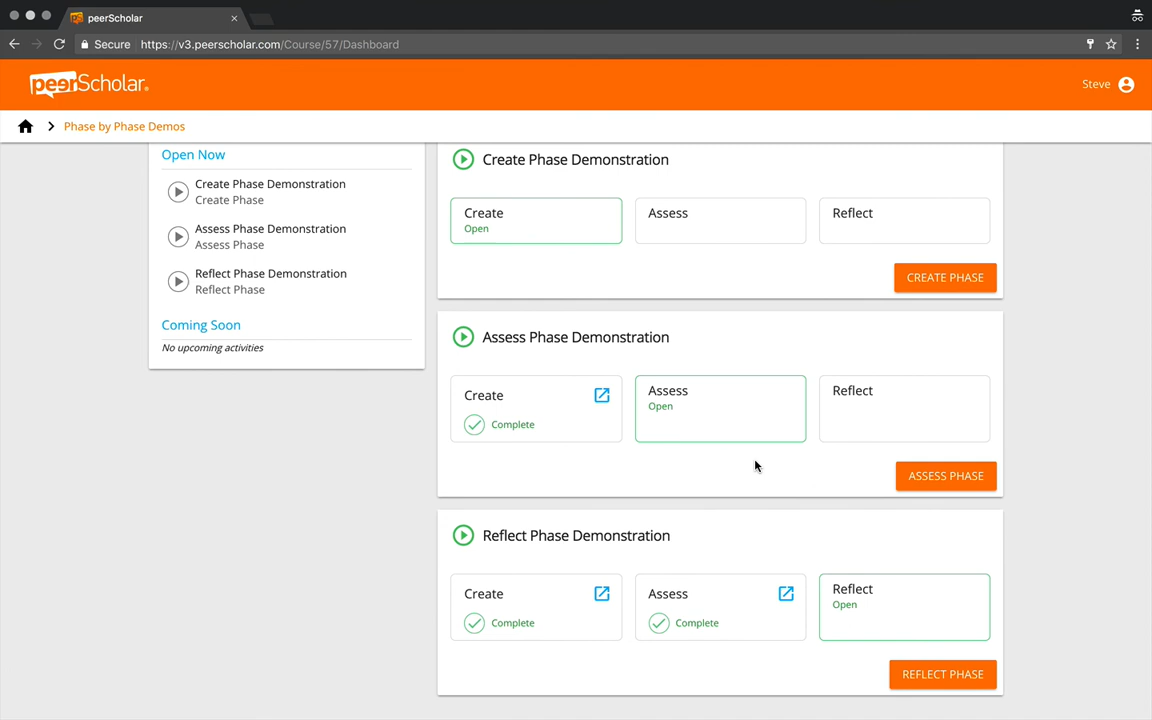 peerScholar
Secure
https://v3.peerscholar.com/Course/57/Dashboard
peerScholar®
Steve
Phase by Phase Demos
Open Now
Create Phase Demonstration
Create Phase
Assess Phase Demonstration
Assess Phase
Reflect Phase Demonstration
Reflect Phase
Coming Soon
No upcoming activities
Create Phase Demonstration
Create
Open
Assess
Reflect
CREATE PHASE
Assess Phase Demonstration
Create
Complete
Assess
Open
Reflect
ASSESS PHASE
Reflect Phase Demonstration
Create
Complete
Assess
Complete
Reflect
Open
REFLECT PHASE